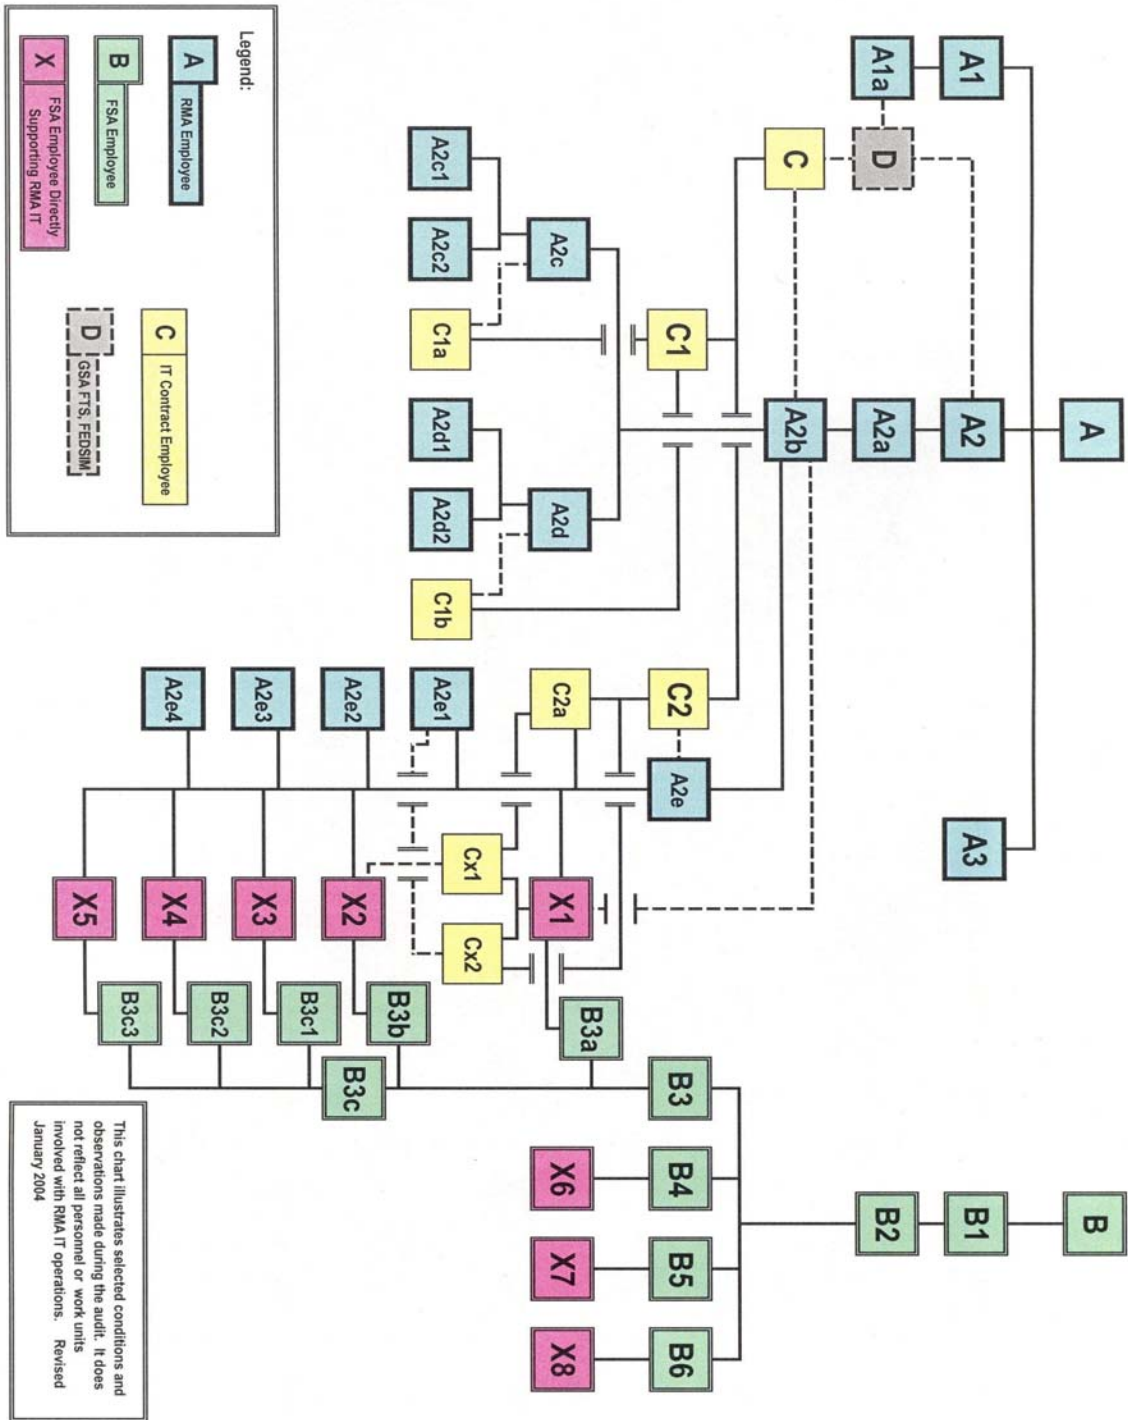 A
B
A1
A2
A3
B1
A1a
D
A2a
B2
C
A2b
C1
C2
A2e
B3
B4
B5
B6
A2c
A2d
C2a
X1
B3a
X6
X7
X8
A2c1
A2c2
C1a
A2d1
A2d2
C1b
A2e1
Cx1
Cx2
A2e2
X2
B3b
B3c
A2e3
X3
B3c1
A2e4
X4
B3c2
X5
B3c3
Legend:
A RMA Employee
B FSA Employee
X FSA Employee Directly
Supporting RMA IT
C IT Contract Employee
D GSA FTS, FEDSIM
This chart illustrates selected conditions and
observations made during the audit. It does
not reflect all personnel or work units
involved with RMA IT operations. Revised
January 2004